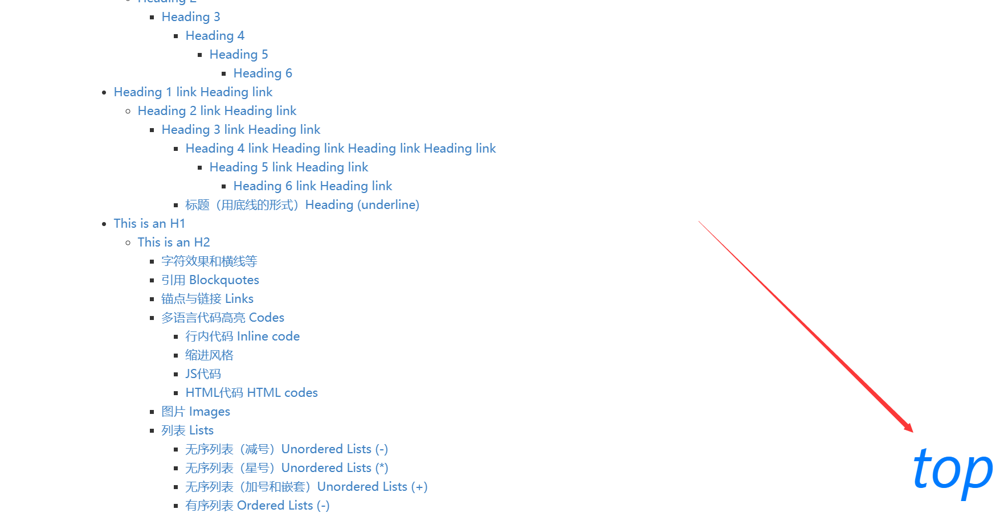 Heading 2
Heading 3
Heading 4
Heading 5
Heading 6
Heading 1 link Heading link
Heading 2 link Heading link
Heading 3 link Heading link
Heading 4 link Heading link Heading link Heading link
Heading 5 link Heading link
Heading 6 link Heading link
标题（用底线的形式）Heading (underline)
This is an H1
This is an H2
字符效果和横线等
引用 Blockquotes
锚点与链接 Links
多语言代码高亮 Codes
行内代码 Inline code
缩进风格
JS代码
HTML代码 HTML codes
图片 Images
列表 Lists
无序列表（减号）Unordered Lists (-)
无序列表（星号）Unordered Lists (*)
无序列表（加号和嵌套）Unordered Lists (+)
有序列表 Ordered Lists (-)
top